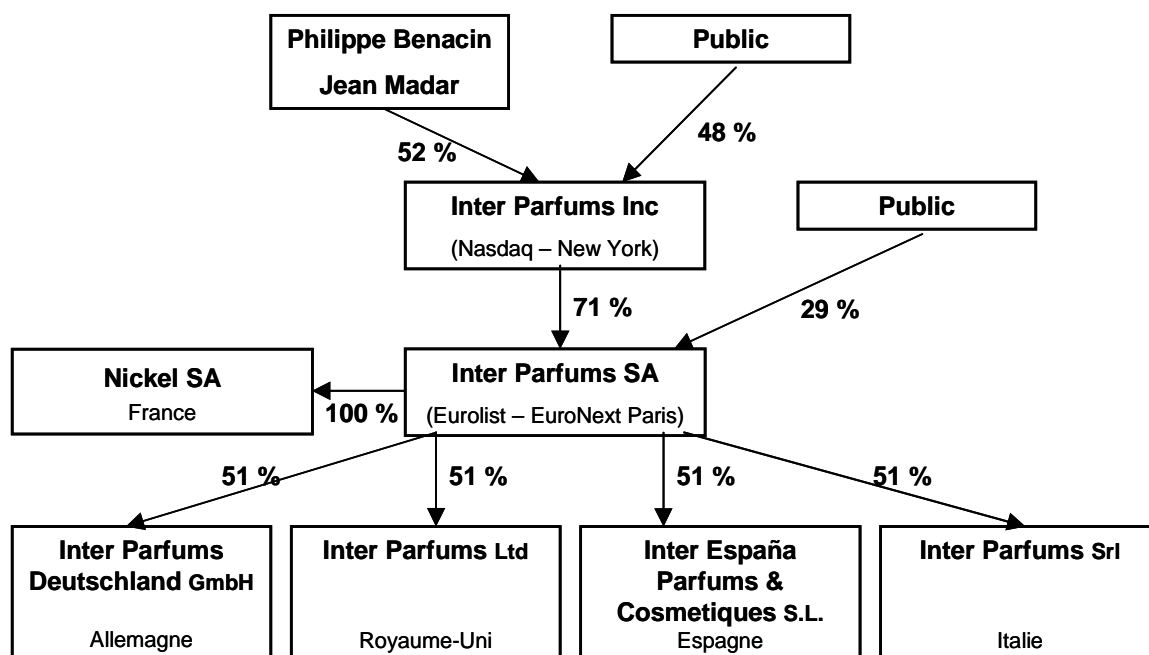 Philippe Benacin
Jean Madar
Public
52 %
48 %
Inter Parfums Inc
(Nasdaq – New York)
Public
71 %
29 %
Nickel SA
France
100 %
Inter Parfums SA
(Eurolist – EuroNext Paris)
51 %
51 %
51 %
51 %
Inter Parfums
Deutschland GmbH
Allemagne
Inter Parfums Ltd
Royaume-Uni
Inter España
Parfums &
Cosmetiques S.L.
Espagne
Inter Parfums Srl
Italie